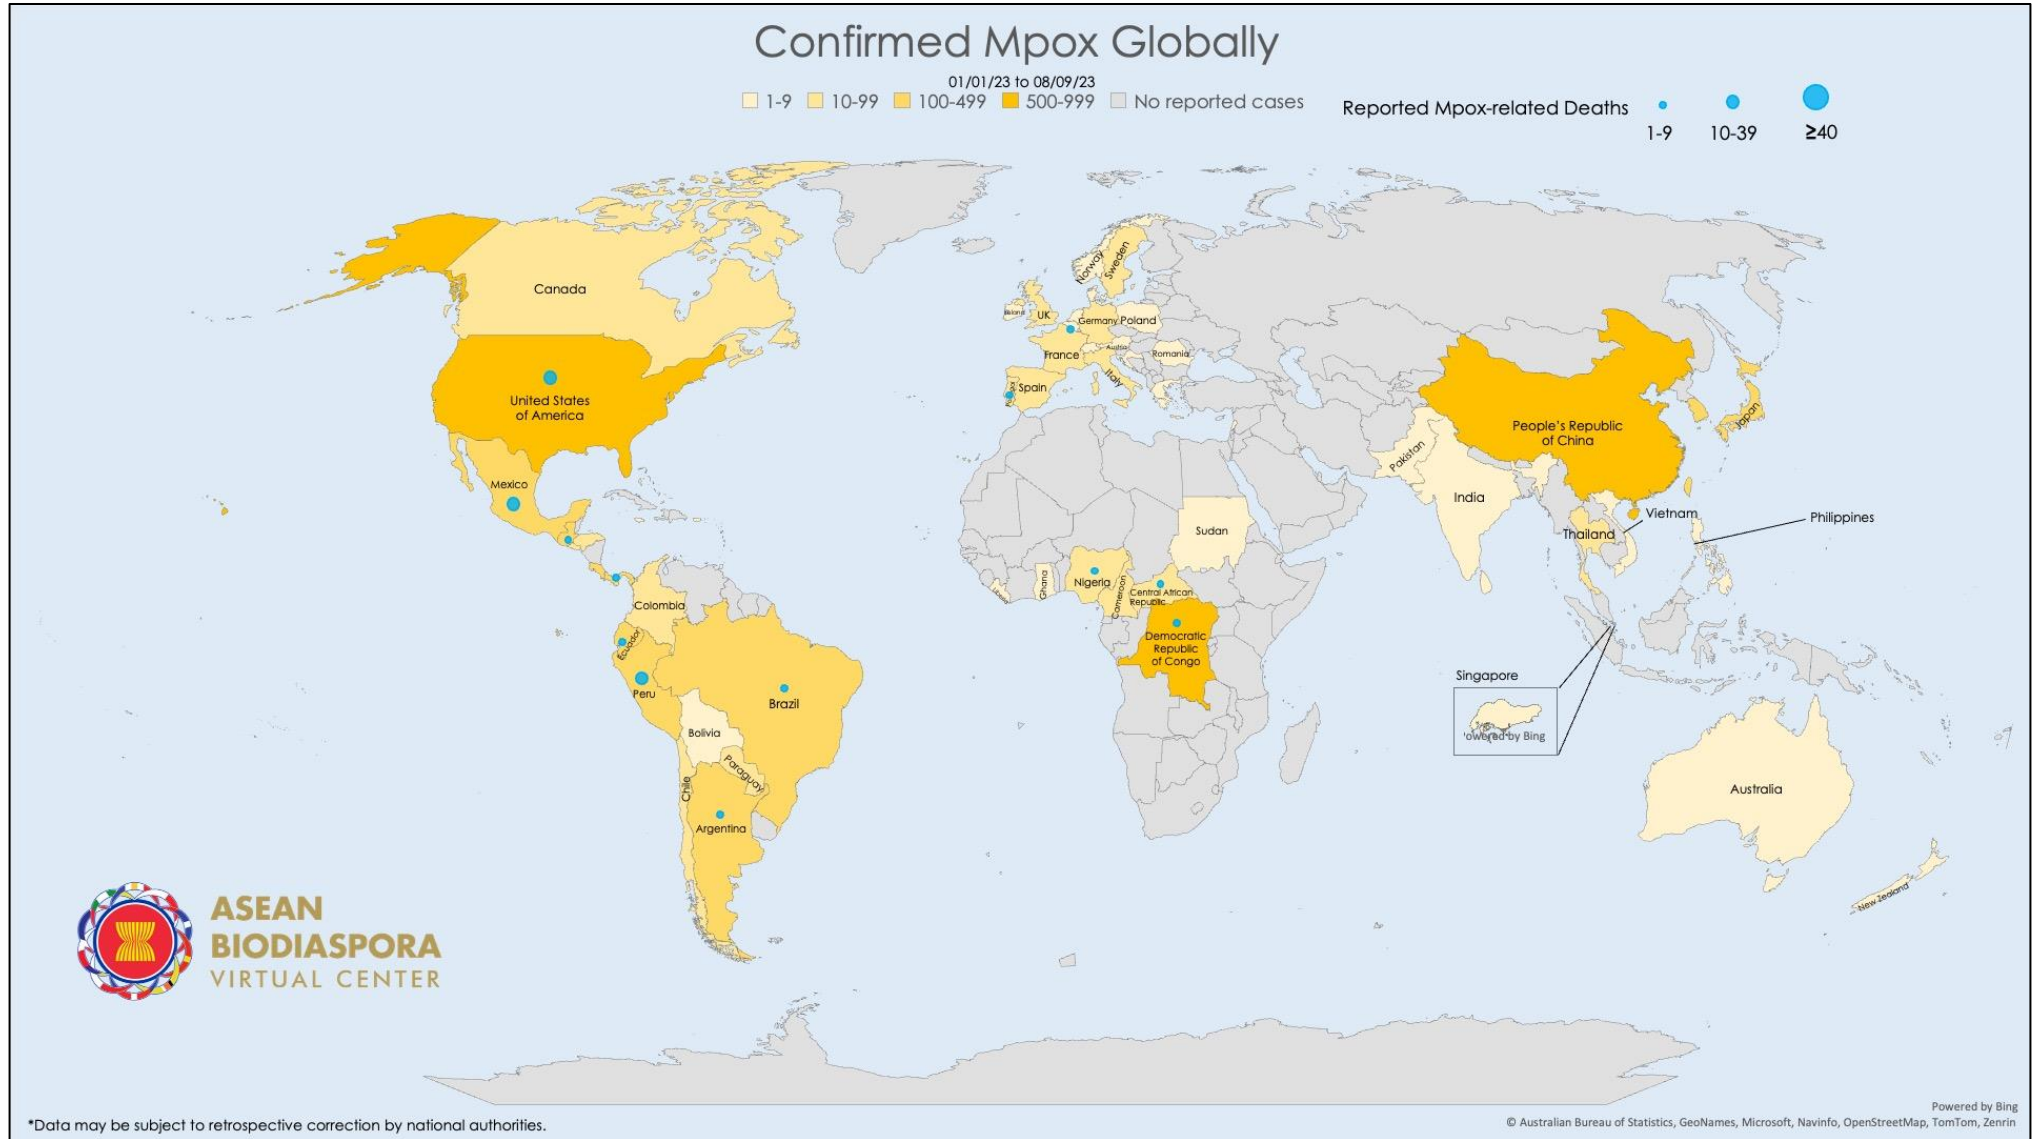 Confirmed Mpox Globally
01/01/23 to 08/09/23
1-9 10-99 100-499 500-999 No reported cases
Reported Mpox-related Deaths
1-9 10-39 ≥40
Canada
United States
of America
Mexico
Colombia
Ecuador
Peru
Brazil
Bolivia
Paraguay
Chile
Argentina
Norway
Sweden
UK
Germany
Poland
France
Austria
Romania
Italy
Spain
Sudan
Liberia
Ghana
Nigeria
Cameroon
Central African
Republic
Democratic
Republic
of Congo
Pakistan
India
People's Republic
of China
Japan
Thailand
Vietnam
Philippines
Singapore
Powered by Bing
Australia
New Zealand
ASEAN
BIODIASPORA
VIRTUAL CENTER
*Data may be subject to retrospective correction by national authorities.
Powered by Bing
© Australian Bureau of Statistics, GeoNames, Microsoft, Navinfo, OpenStreetMap, TomTom, Zenrin